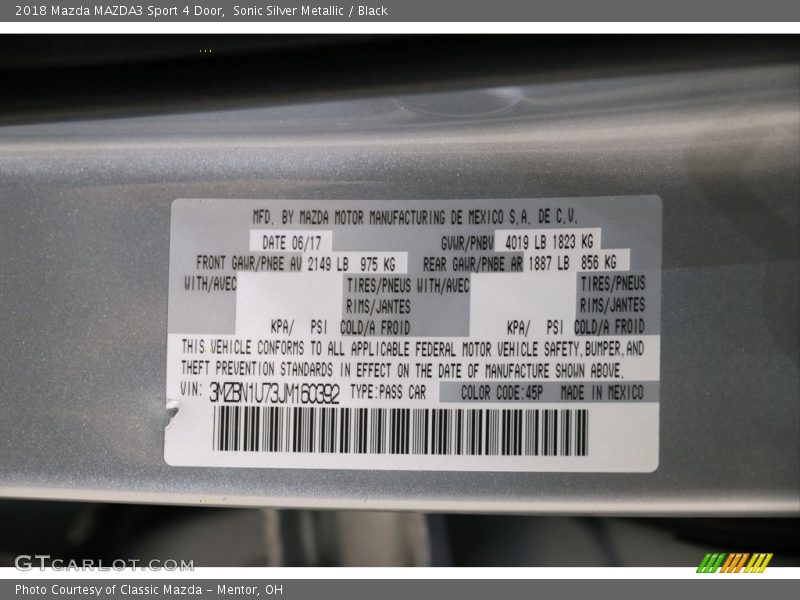 2018 Mazda MAZDA3 Sport 4 Door, Sonic Silver Metallic / Black
MFD. BY MAZDA MOTOR MANUFACTURING DE MEXICO S.A. DE C.V.
DATE 06/17 GVWR/PNBV 4019 LB 1823 KG
FRONT GAWR/PNBE AV 2149 LB 975 KG REAR GAWR/PNBE AR 1887 LB 856 KG
WITH/AVEC TIRES/PNEUS WITH/AVEC TIRES/PNEUS
RIMS/JANTES RIMS/JANTES
KPA/ PSI COLD/A FROID KPA/ PSI COLD/A FROID
THIS VEHICLE CONFORMS TO ALL APPLICABLE FEDERAL MOTOR VEHICLE SAFETY, BUMPER, AND
THEFT PREVENTION STANDARDS IN EFFECT ON THE DATE OF MANUFACTURE SHOWN ABOVE.
VIN: 3MZBN1U73JM160392 TYPE:PASS CAR COLOR CODE:45P MADE IN MEXICO
GTCARLOT.COM
Photo Courtesy of Classic Mazda - Mentor, OH